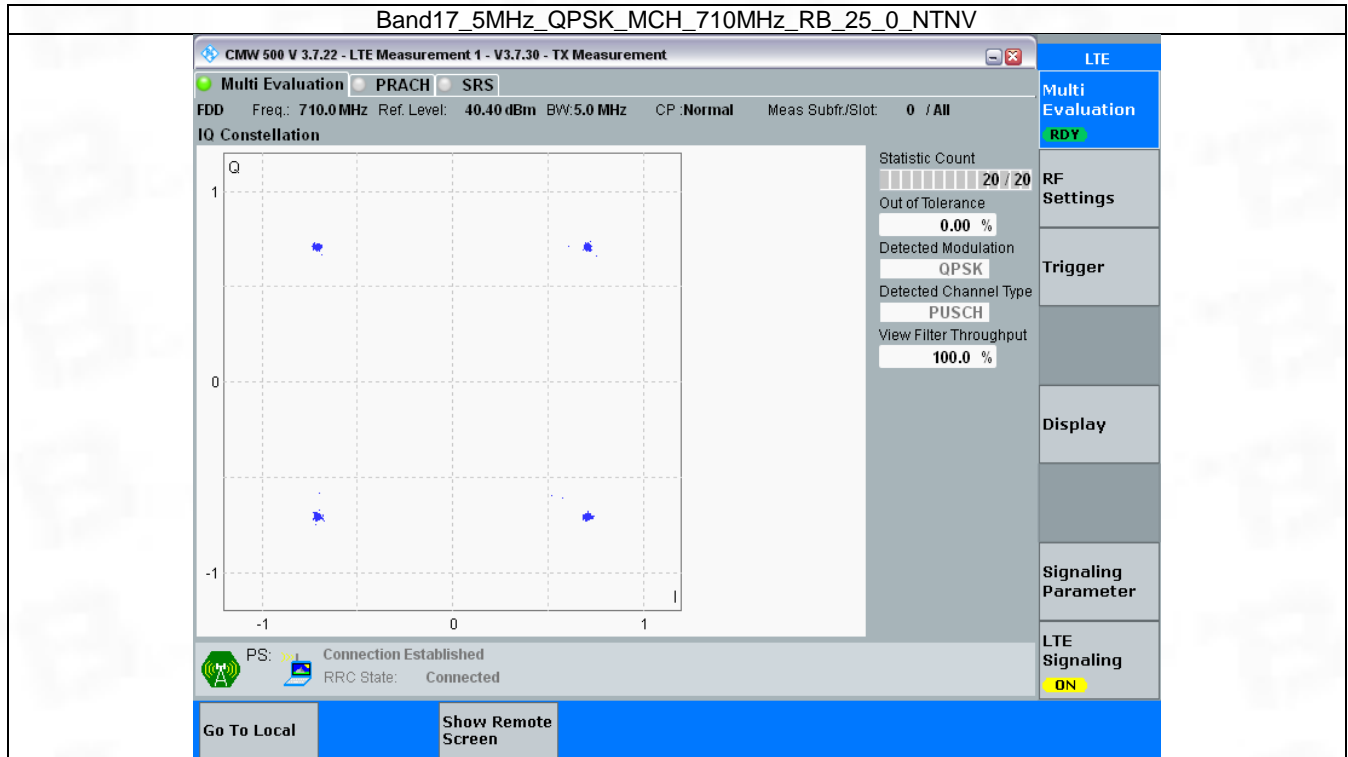 Band17_5MHz_QPSK_MCH_710MHz_RB_25_0_NTNV
CMW 500 V 3.7.22 - LTE Measurement 1 - V3.7.30 - TX Measurement
LTE
Multi Evaluation PRACH SRS
Multi
Evaluation
RDY
FDD Freq.: 710.0 MHz Ref. Level: 40.40 dBm BW:5.0 MHz CP :Normal Meas Subfr./Slot: 0 / All
IQ Constellation
Q
1
0
-1
I
-1 0 1
Statistic Count
20 / 20
Out of Tolerance
0.00 %
Detected Modulation
QPSK
Detected Channel Type
PUSCH
View Filter Throughput
100.0 %
RF
Settings
Trigger
Display
Signaling
Parameter
LTE
Signaling
ON
PS: Connection Established
RRC State: Connected
Go To Local
Show Remote
Screen